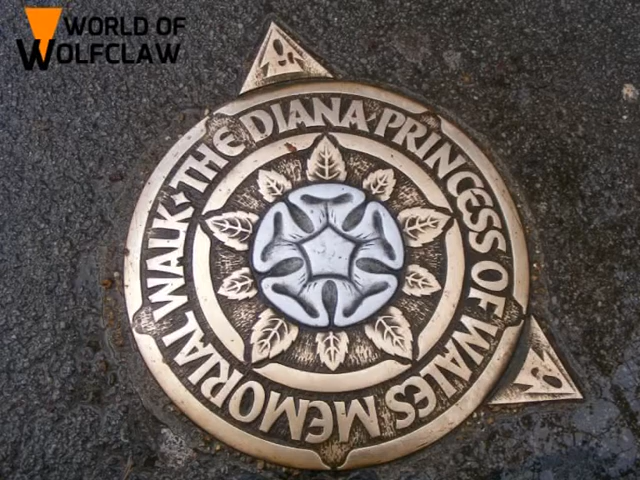 WORLD OF
WOLFCLAW
THE DIANA PRINCESS OF WALES MEMORIAL WALK